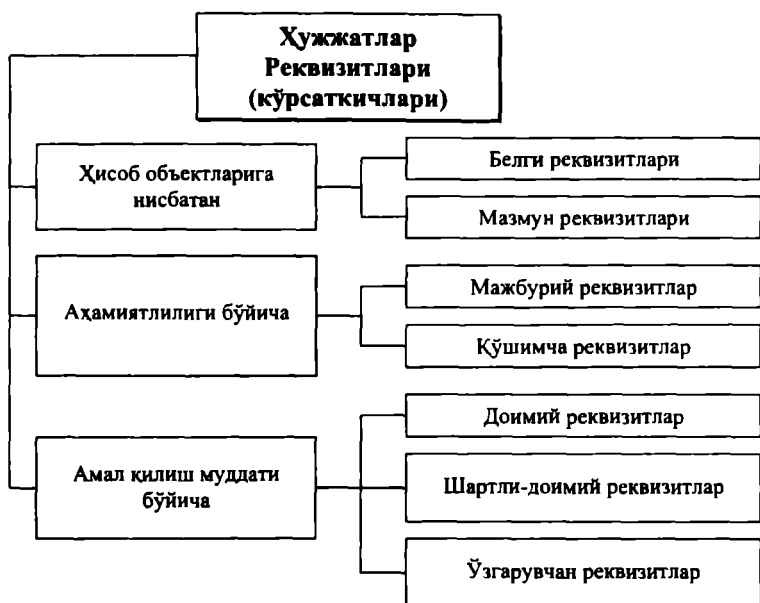 Ҳужжатлар
Реквизитлари
(кўрсаткичлари)
Ҳисоб объектларига
нисбатан
Белги реквизитлари
Мазмун реквизитлари
Аҳамиятлилиги бўйича
Мажбурий реквизитлар
Қўшимча реквизитлар
Амал қилиш муддати
бўйича
Доимий реквизитлар
Шартли-доимий реквизитлар
Ўзгарувчан реквизитлар